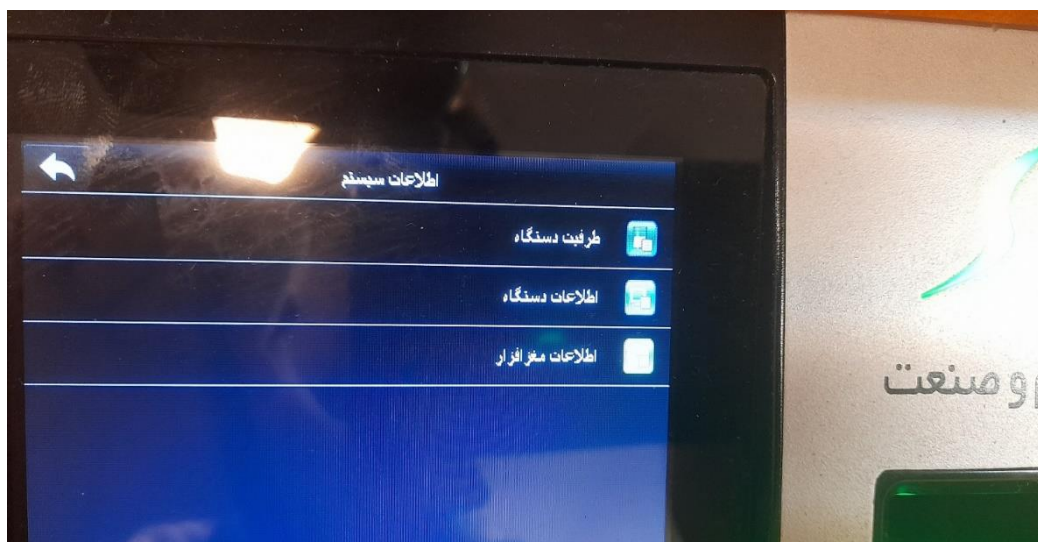 اطلاعات سیستم
ظرفیت دستگاه
اطلاعات دستگاه
اطلاعات مغز افزار
و صنعت